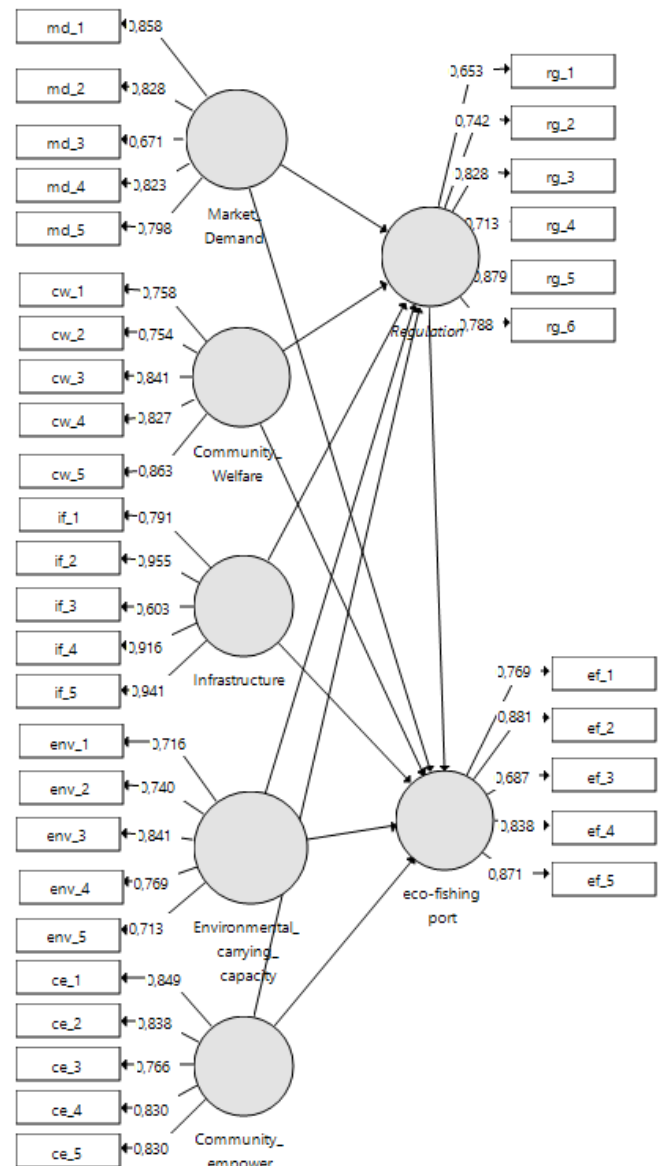 md_1
0,858
md_2
0,828
md_3
0,671
md_4
0,823
md_5
0,798
Market_
Demand
cw_1
0,758
cw_2
0,754
cw_3
0,841
cw_4
0,827
cw_5
0,863
Community_
Welfare
if_1
0,791
if_2
0,955
if_3
0,603
if_4
0,916
if_5
0,941
Infrastructure
env_1
0,716
env_2
0,740
env_3
0,841
env_4
0,769
env_5
0,713
Environmental_
carrying_
capacity
ce_1
0,849
ce_2
0,838
ce_3
0,766
ce_4
0,830
ce_5
0,830
Community_
empower
0,653
rg_1
0,742
rg_2
0,828
rg_3
0,713
rg_4
0,879
rg_5
0,788
rg_6
Regulation
0,769
ef_1
0,881
ef_2
0,687
ef_3
0,838
ef_4
0,871
ef_5
eco-fishing
port